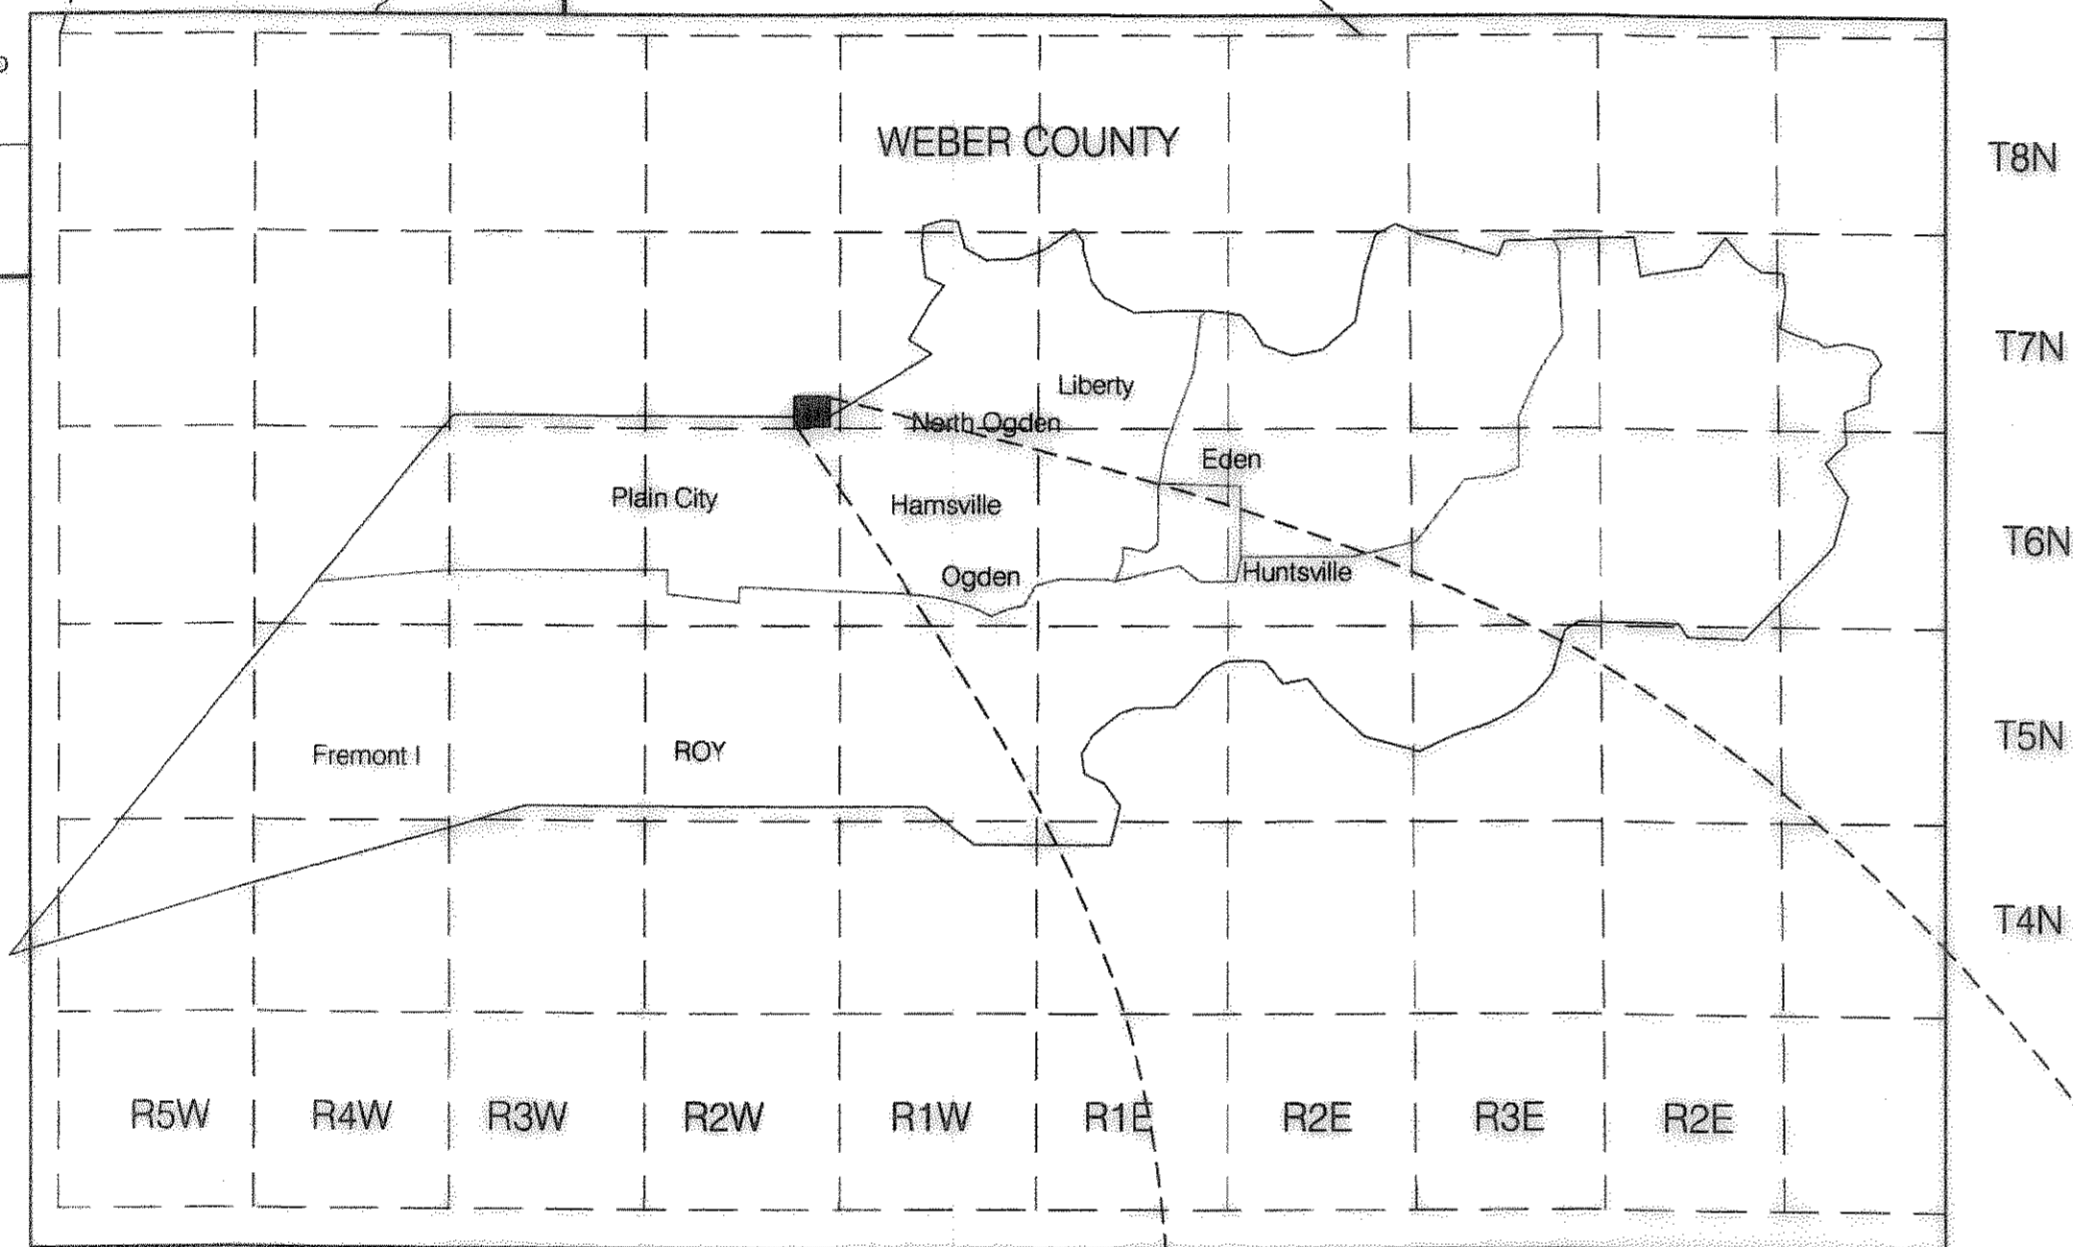 WEBER COUNTY
T8N
T7N
Liberty
North Ogden
Eden
Plain City
Harnsville
T6N
Ogden
Huntsville
T5N
Fremont I
ROY
T4N
R5W
R4W
R3W
R2W
R1W
R1E
R2E
R3E
R2E